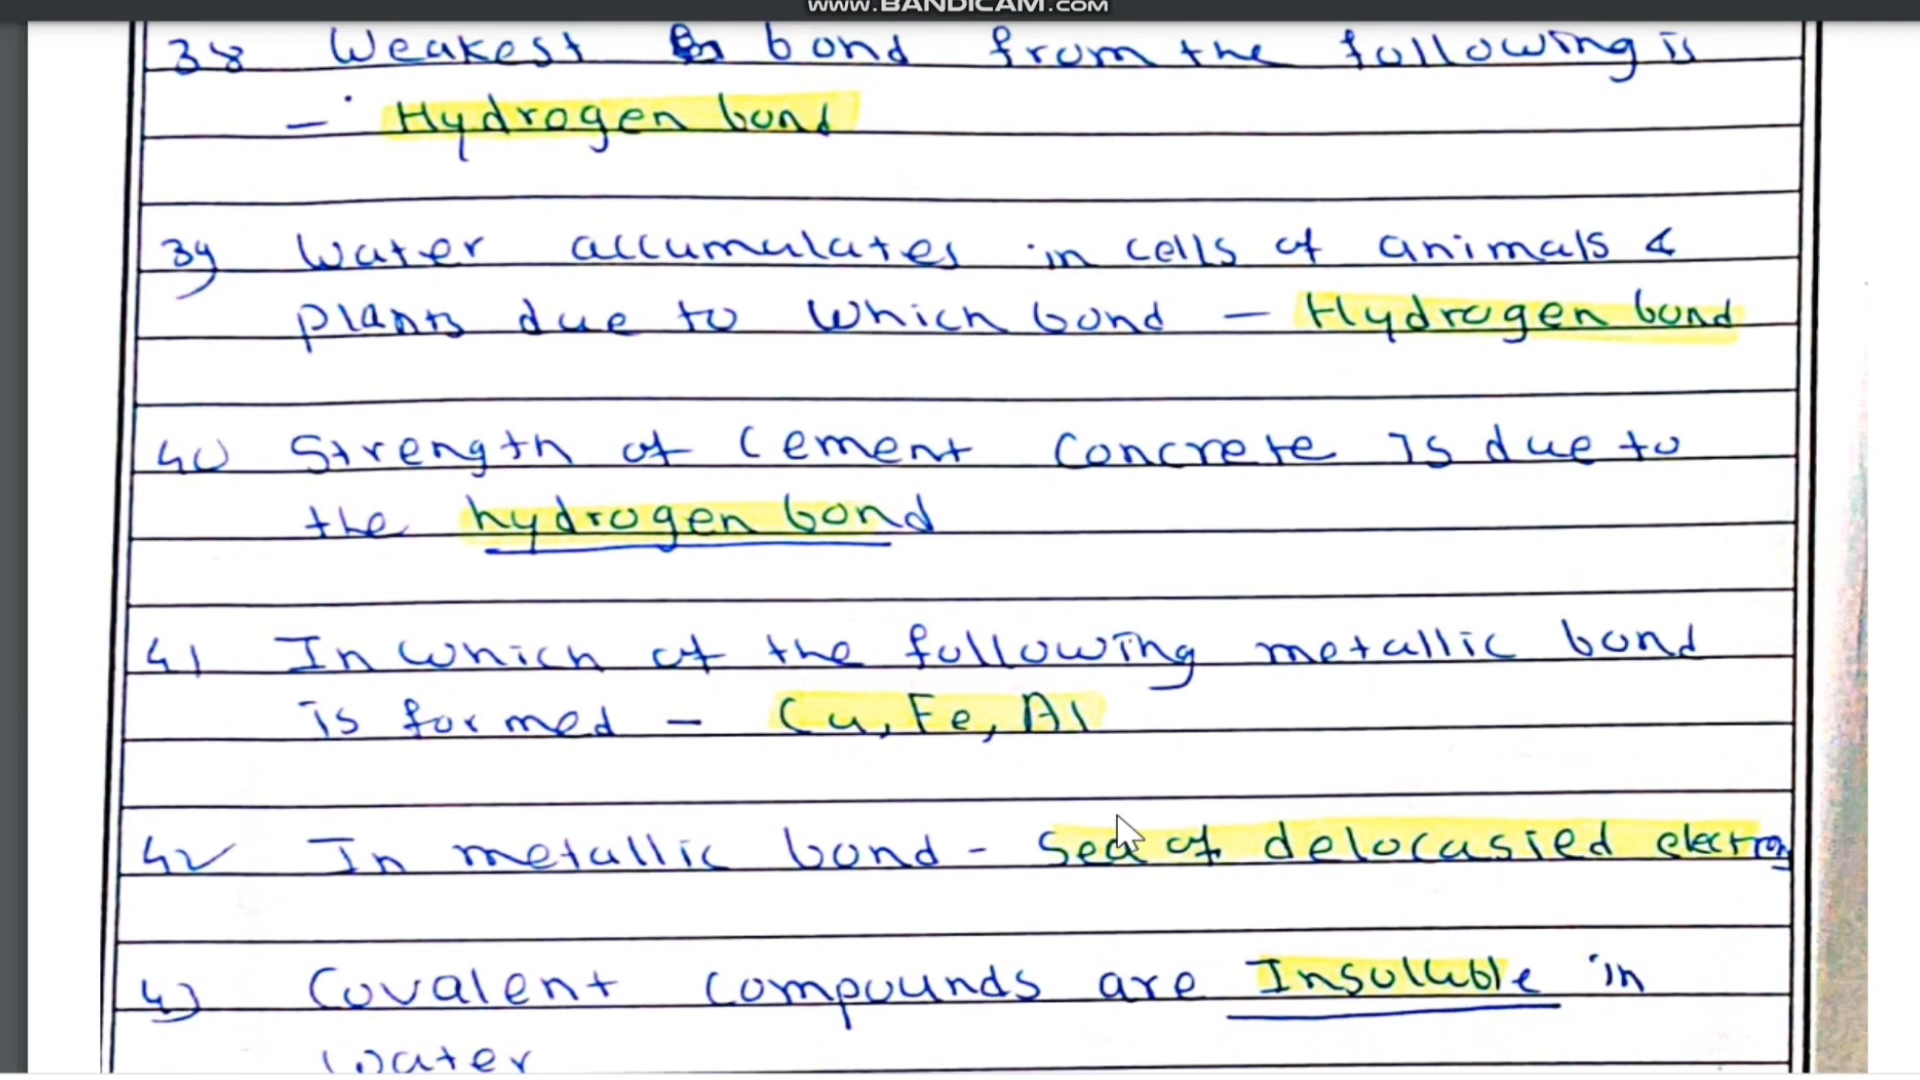 www.BANDICAM.com
38 Weakest bond from the following is
- Hydrogen bond
39 Water accumulates in cells of animals &
plants due to which bond - Hydrogen bond
40 Strength of Cement Concrete is due to
the hydrogen bond
41 In which of the following metallic bond
is formed - Cu, Fe, Al
42 In metallic bond - Sea of delocasied electrons
43 Covalent compounds are Insoluble in
water